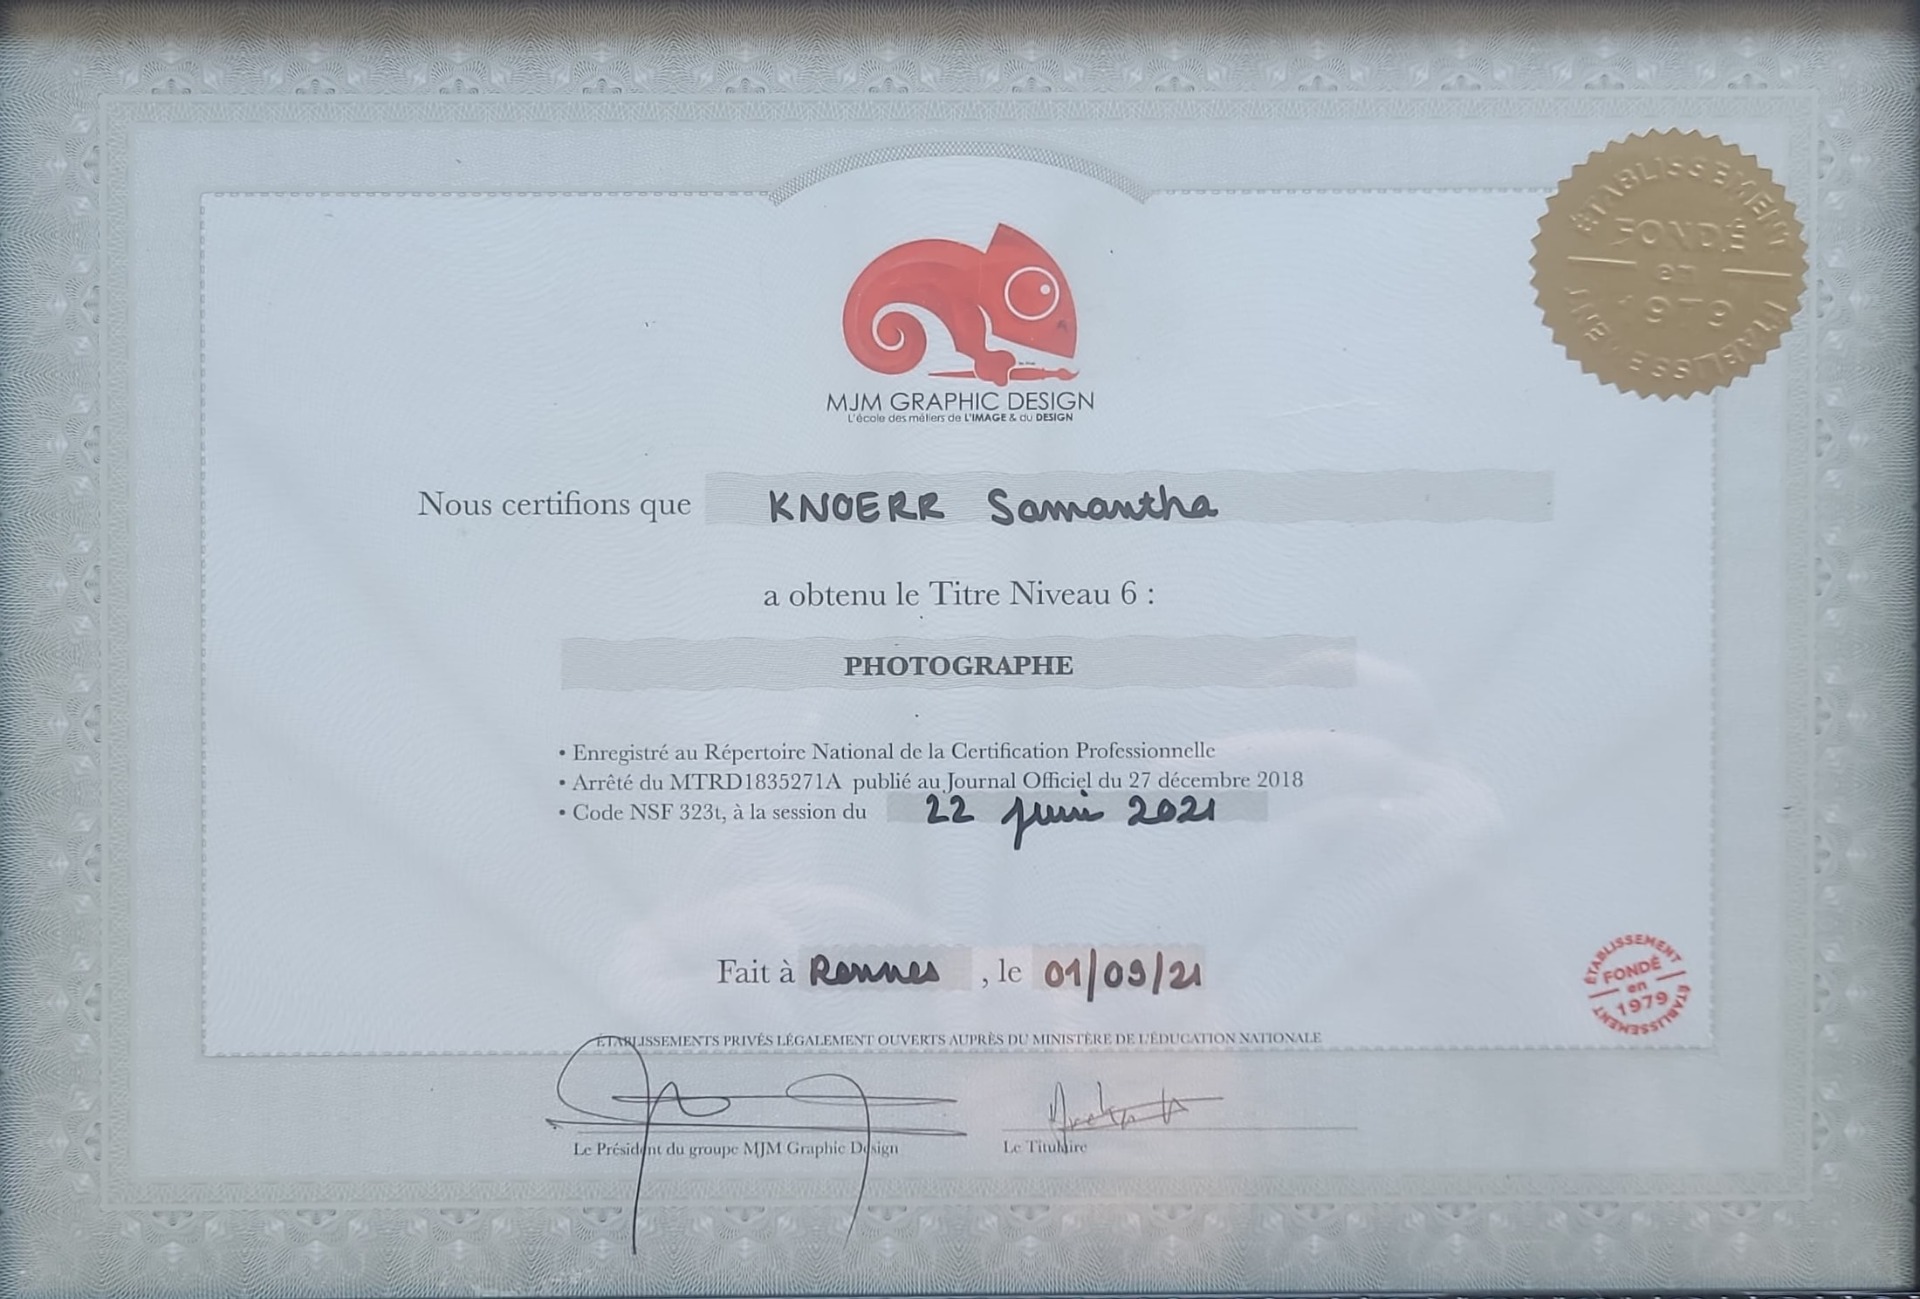 ÉTABLISSEMENT
FONDÉ
en
1979
ÉTABLISSEMENT
MJM GRAPHIC DESIGN
L'école des métiers de L'IMAGE & du DESIGN
Nous certifions que KNOERR Samantha
a obtenu le Titre Niveau 6 :
PHOTOGRAPHE
• Enregistré au Répertoire National de la Certification Professionnelle
• Arrêté du MTRD1835271A publié au Journal Officiel du 27 décembre 2018
• Code NSF 323t, à la session du 22 juin 2021
Fait à Rennes , le 01/09/21
ÉTABLISSEMENT
FONDÉ
en
1979
ÉTABLISSEMENT
ÉTABLISSEMENTS PRIVÉS LÉGALEMENT OUVERTS AUPRÈS DU MINISTÈRE DE L'ÉDUCATION NATIONALE
Le Président du groupe MJM Graphic Design
Le Titulaire